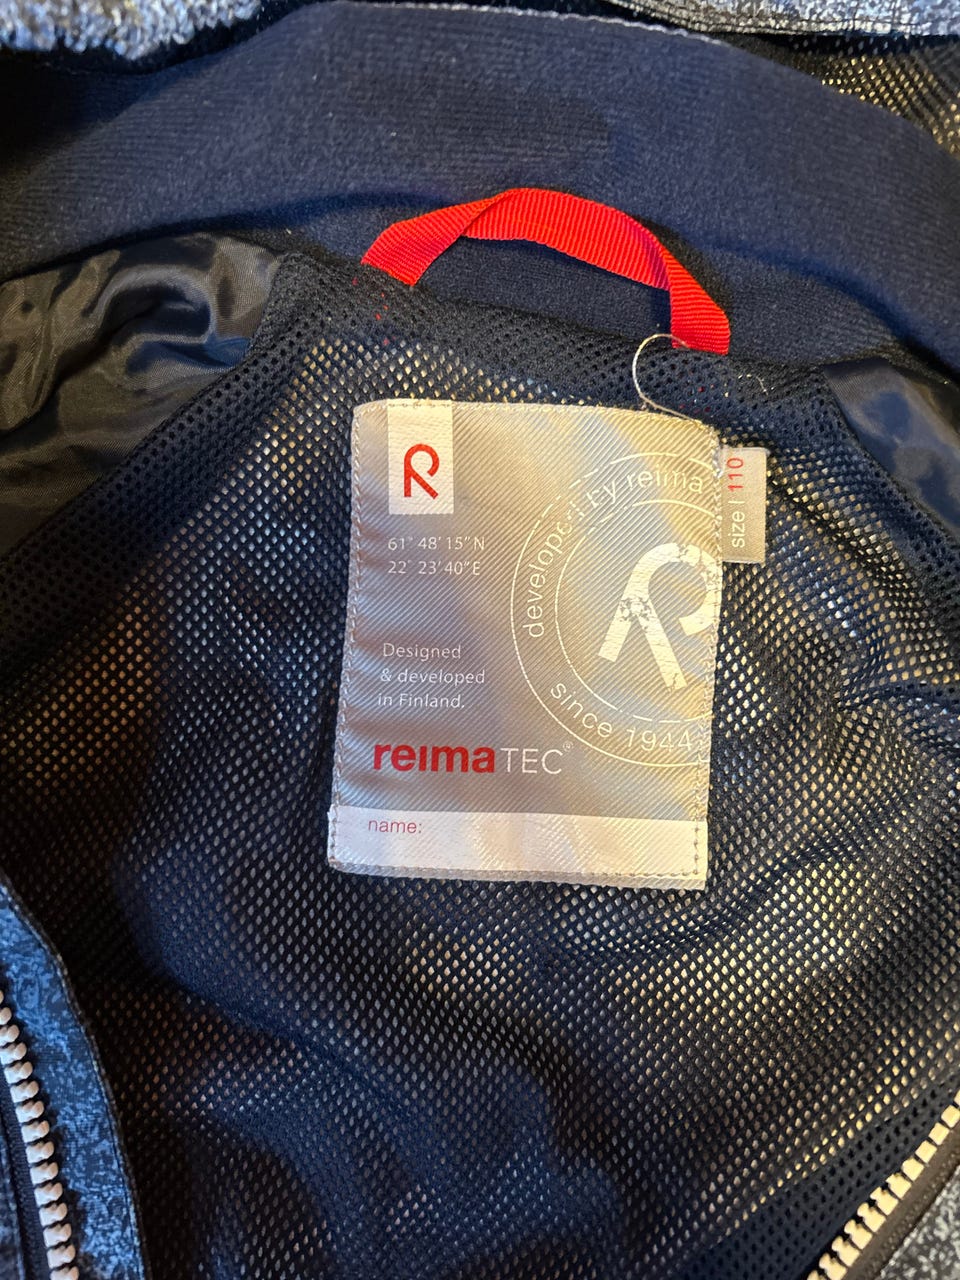 61° 48' 15" N
22° 23' 40" E
Designed
& developed
in Finland.
reimaTEC®
name:
developed by reima
since 1944
size | 110